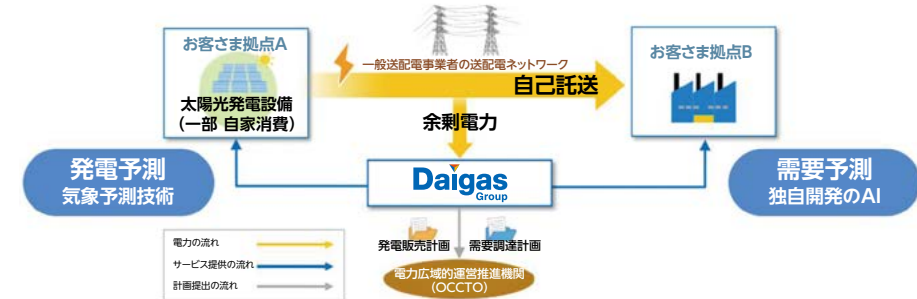 お客さま拠点A
太陽光発電設備
(一部 自家消費)
一般送配電事業者の送配電ネットワーク
自己託送
お客さま拠点B
余剰電力
発電予測
気象予測技術
Daigas
Group
需要予測
独自開発のAI
発電販売計画
需要調達計画
電力広域的運営推進機関
(OCCTO)
電力の流れ
サービス提供の流れ
計画提出の流れ